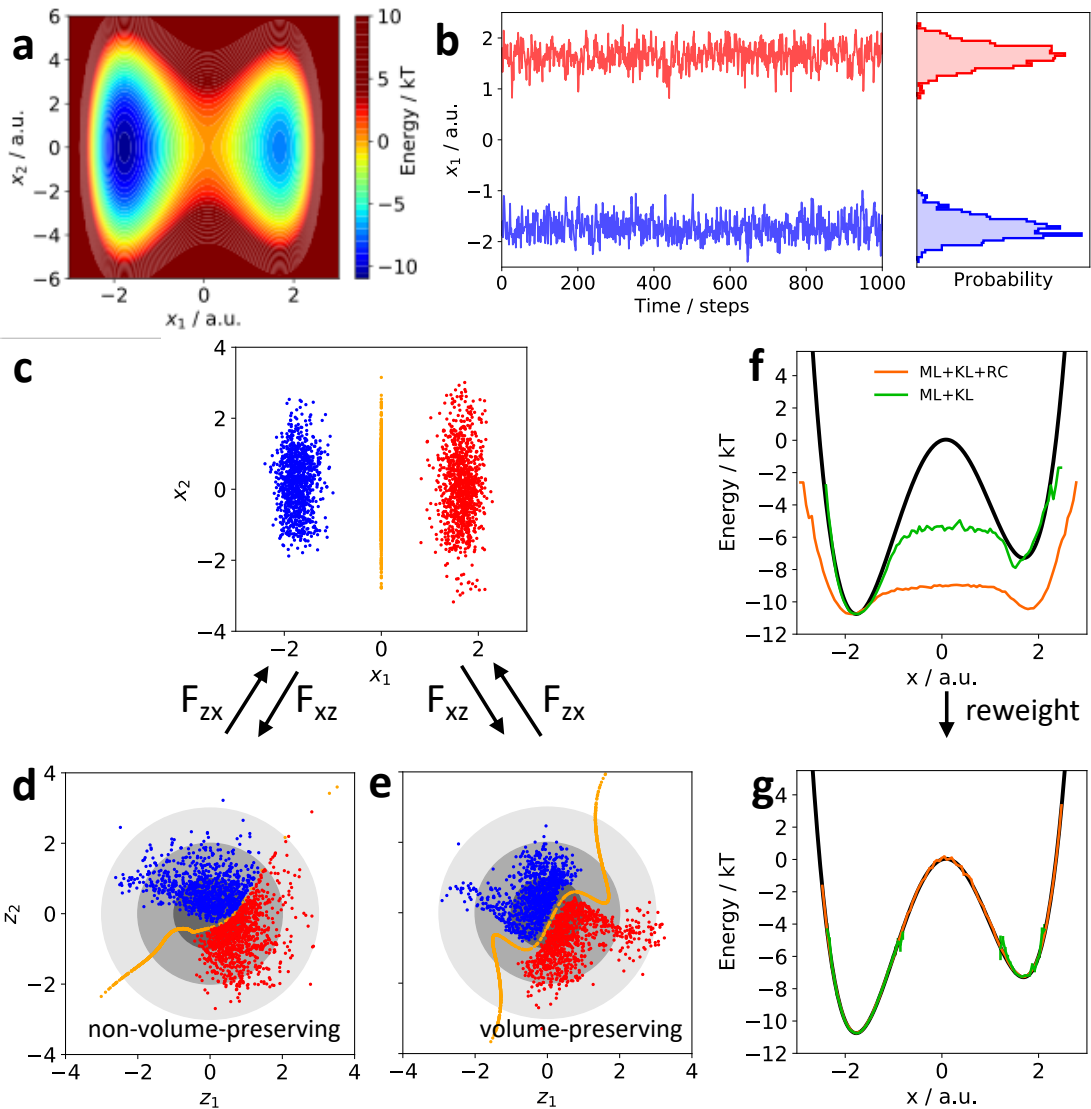 a
6
4
2
0
−2
−4
−6
x2 / a.u.
−2 0 2
x1 / a.u.
10
5
0
−5
−10
Energy / kT
b
2
1
0
−1
−2
x1 / a.u.
0 200 400 600 800 1000
Time / steps
Probability
c
4
2
0
−2
−4
x2
−2 0 2
x1
Fzx Fxz Fxz Fzx
f
ML+KL+RC
ML+KL
4
2
0
−2
−4
−6
−8
−10
−12
Energy / kT
−2 0 2
x / a.u.
reweight
d
4
2
0
−2
−4
z2
non-volume-preserving
−4 −2 0 2 4
z1
e
volume-preserving
−4 −2 0 2 4
z1
g
4
2
0
−2
−4
−6
−8
−10
−12
Energy / kT
−2 0 2
x / a.u.